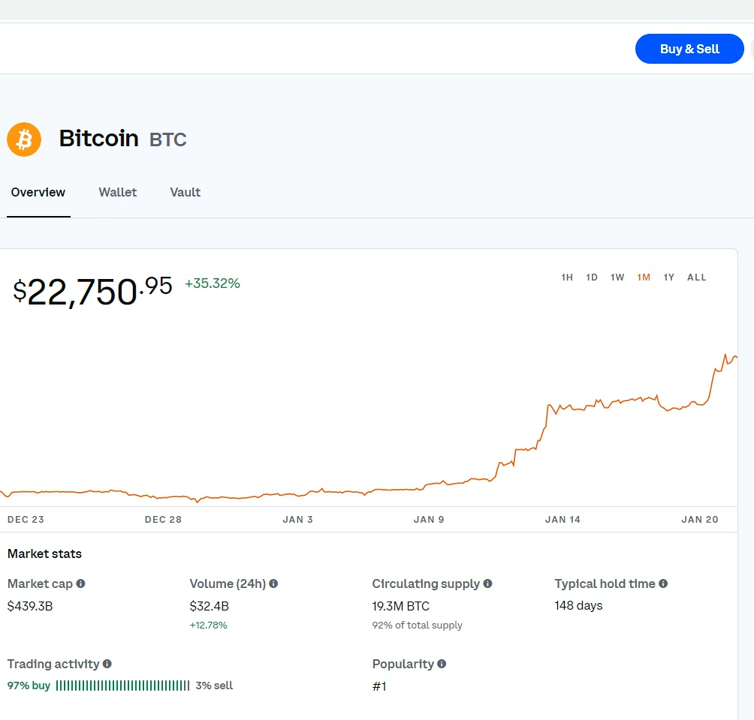 Buy & Sell
Bitcoin BTC
Overview Wallet Vault
$22,750.95 +35.32%
1H 1D 1W 1M 1Y ALL
DEC 23 DEC 28 JAN 3 JAN 9 JAN 14 JAN 20
Market stats
Market cap Volume (24h) Circulating supply Typical hold time
$439.3B $32.4B 19.3M BTC 148 days
+12.78% 92% of total supply
Trading activity Popularity
97% buy 3% sell #1